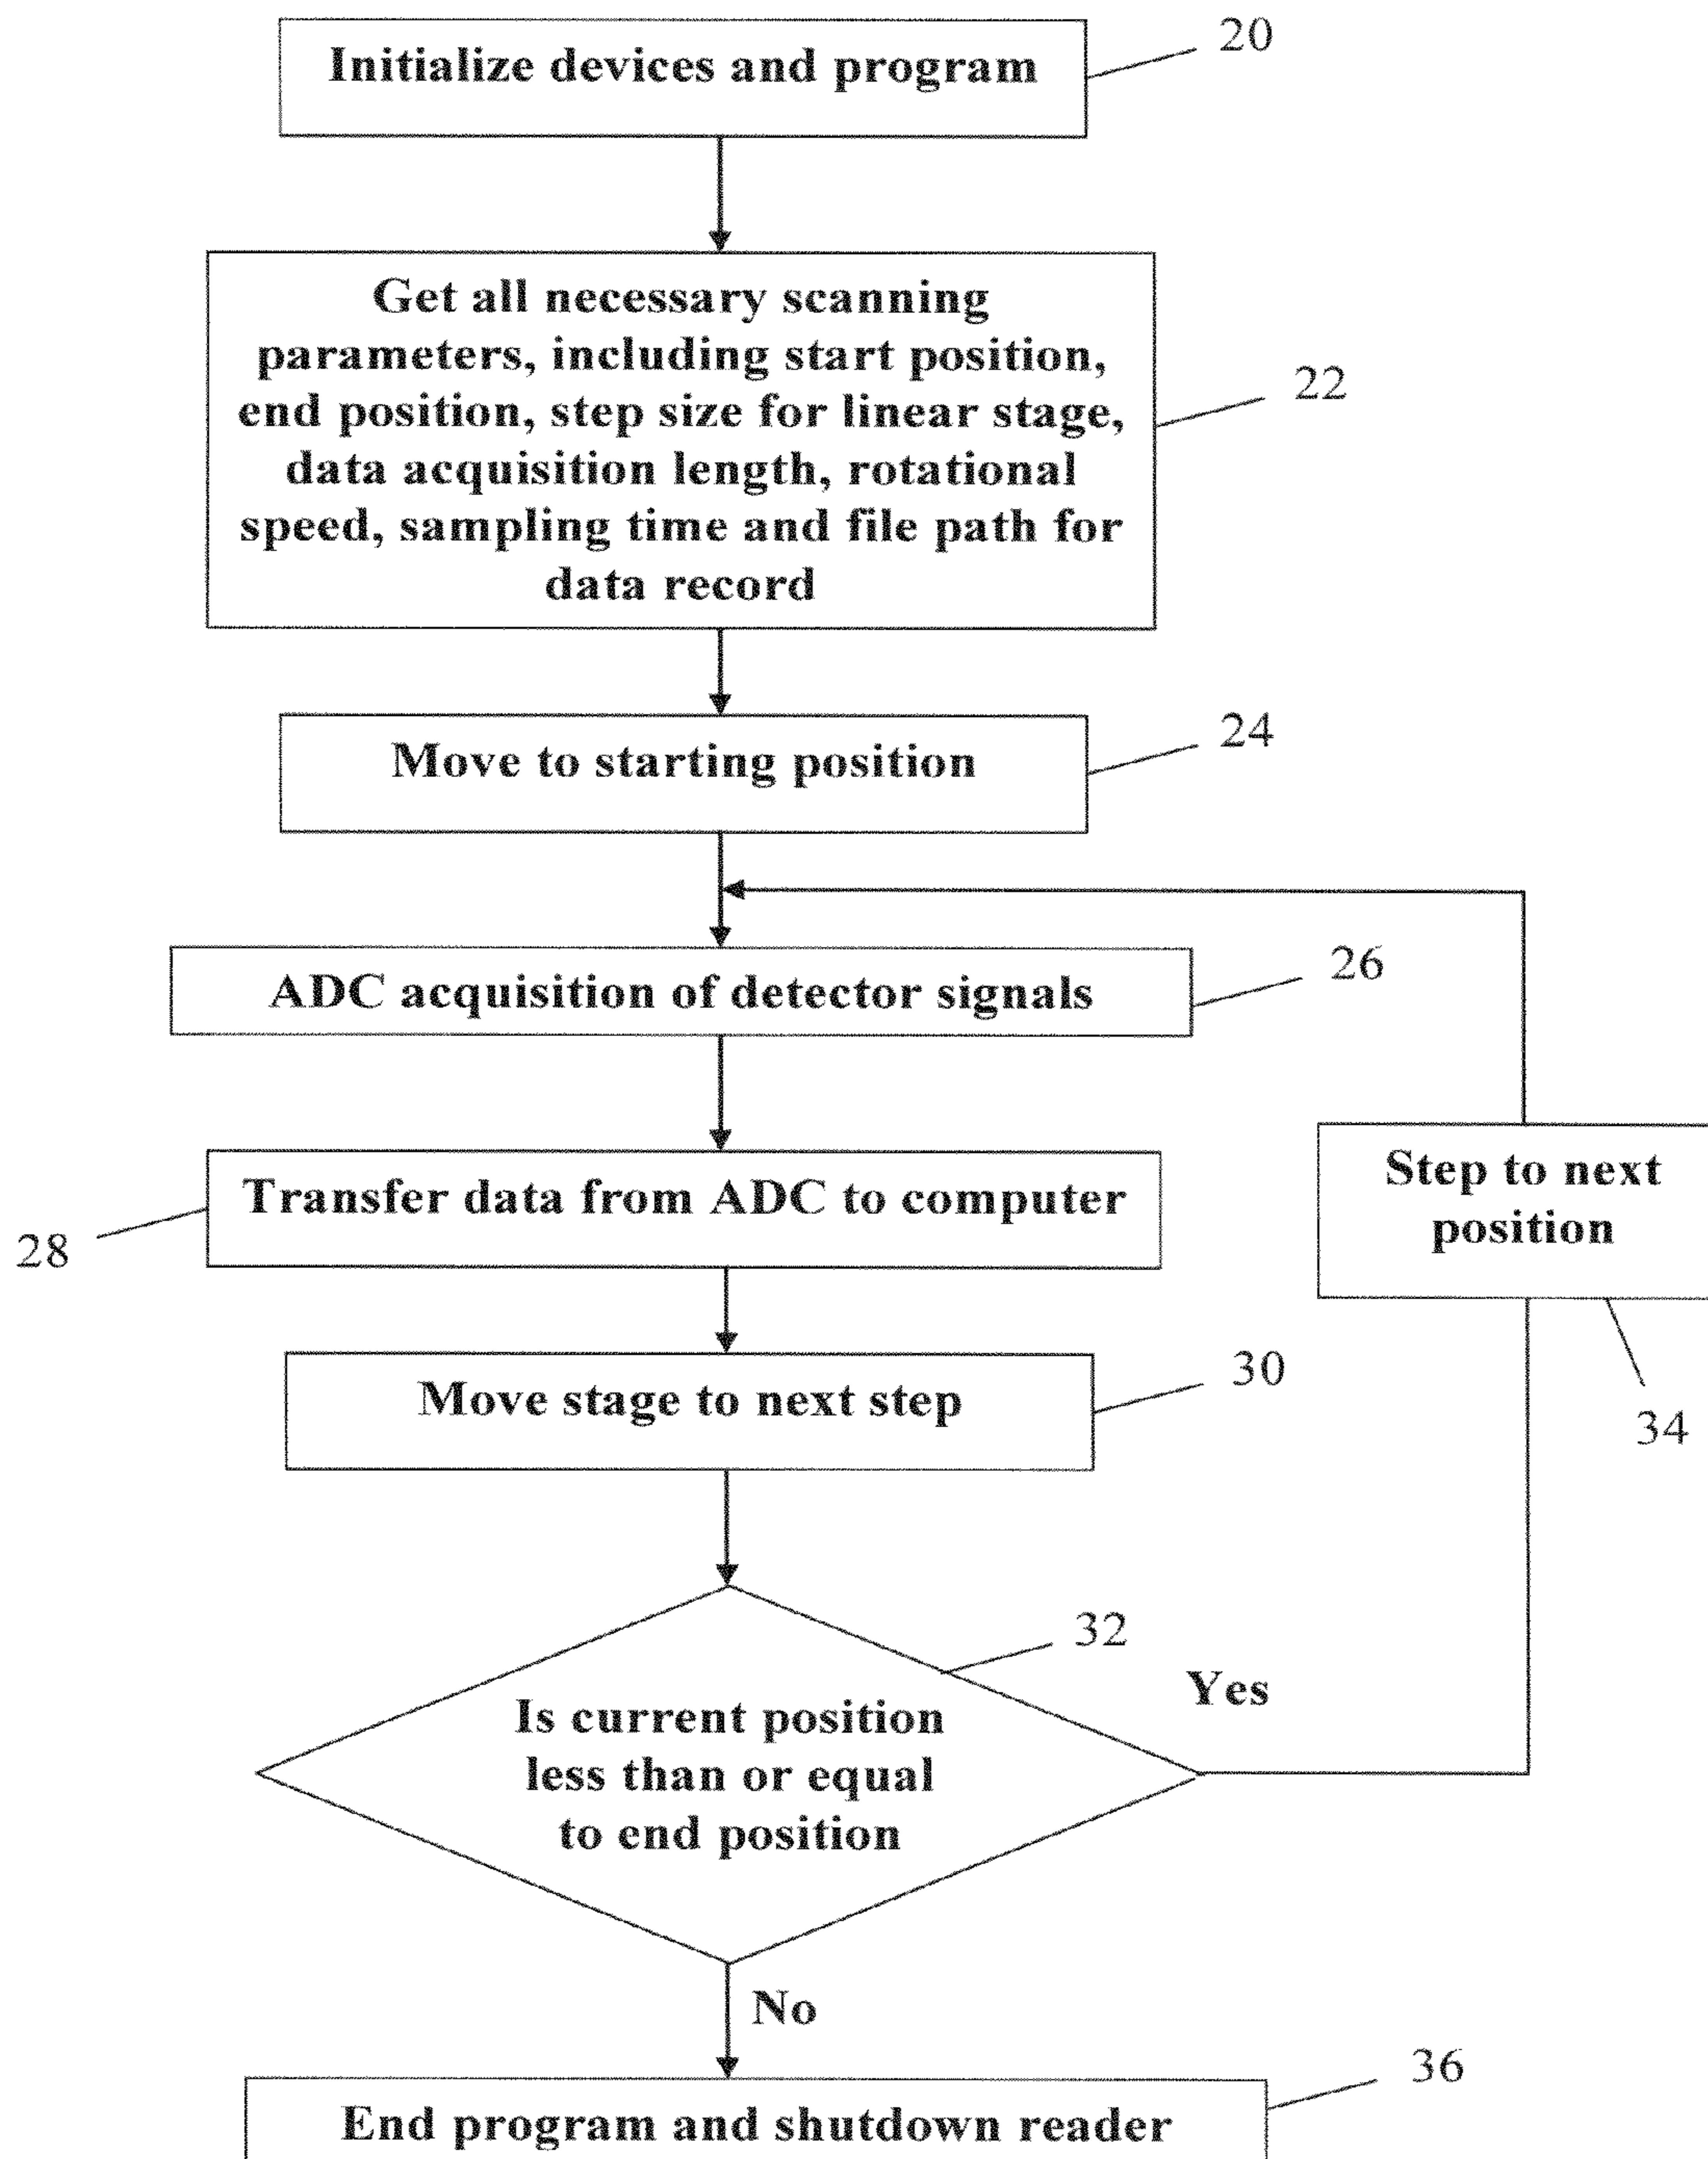 Initialize devices and program
20
Get all necessary scanning
parameters, including start position,
end position, step size for linear stage,
data acquisition length, rotational
speed, sampling time and file path for
data record
22
Move to starting position
24
ADC acquisition of detector signals
26
Transfer data from ADC to computer
28
Step to next
position
34
Move stage to next step
30
Is current position
less than or equal
to end position
32
Yes
No
End program and shutdown reader
36